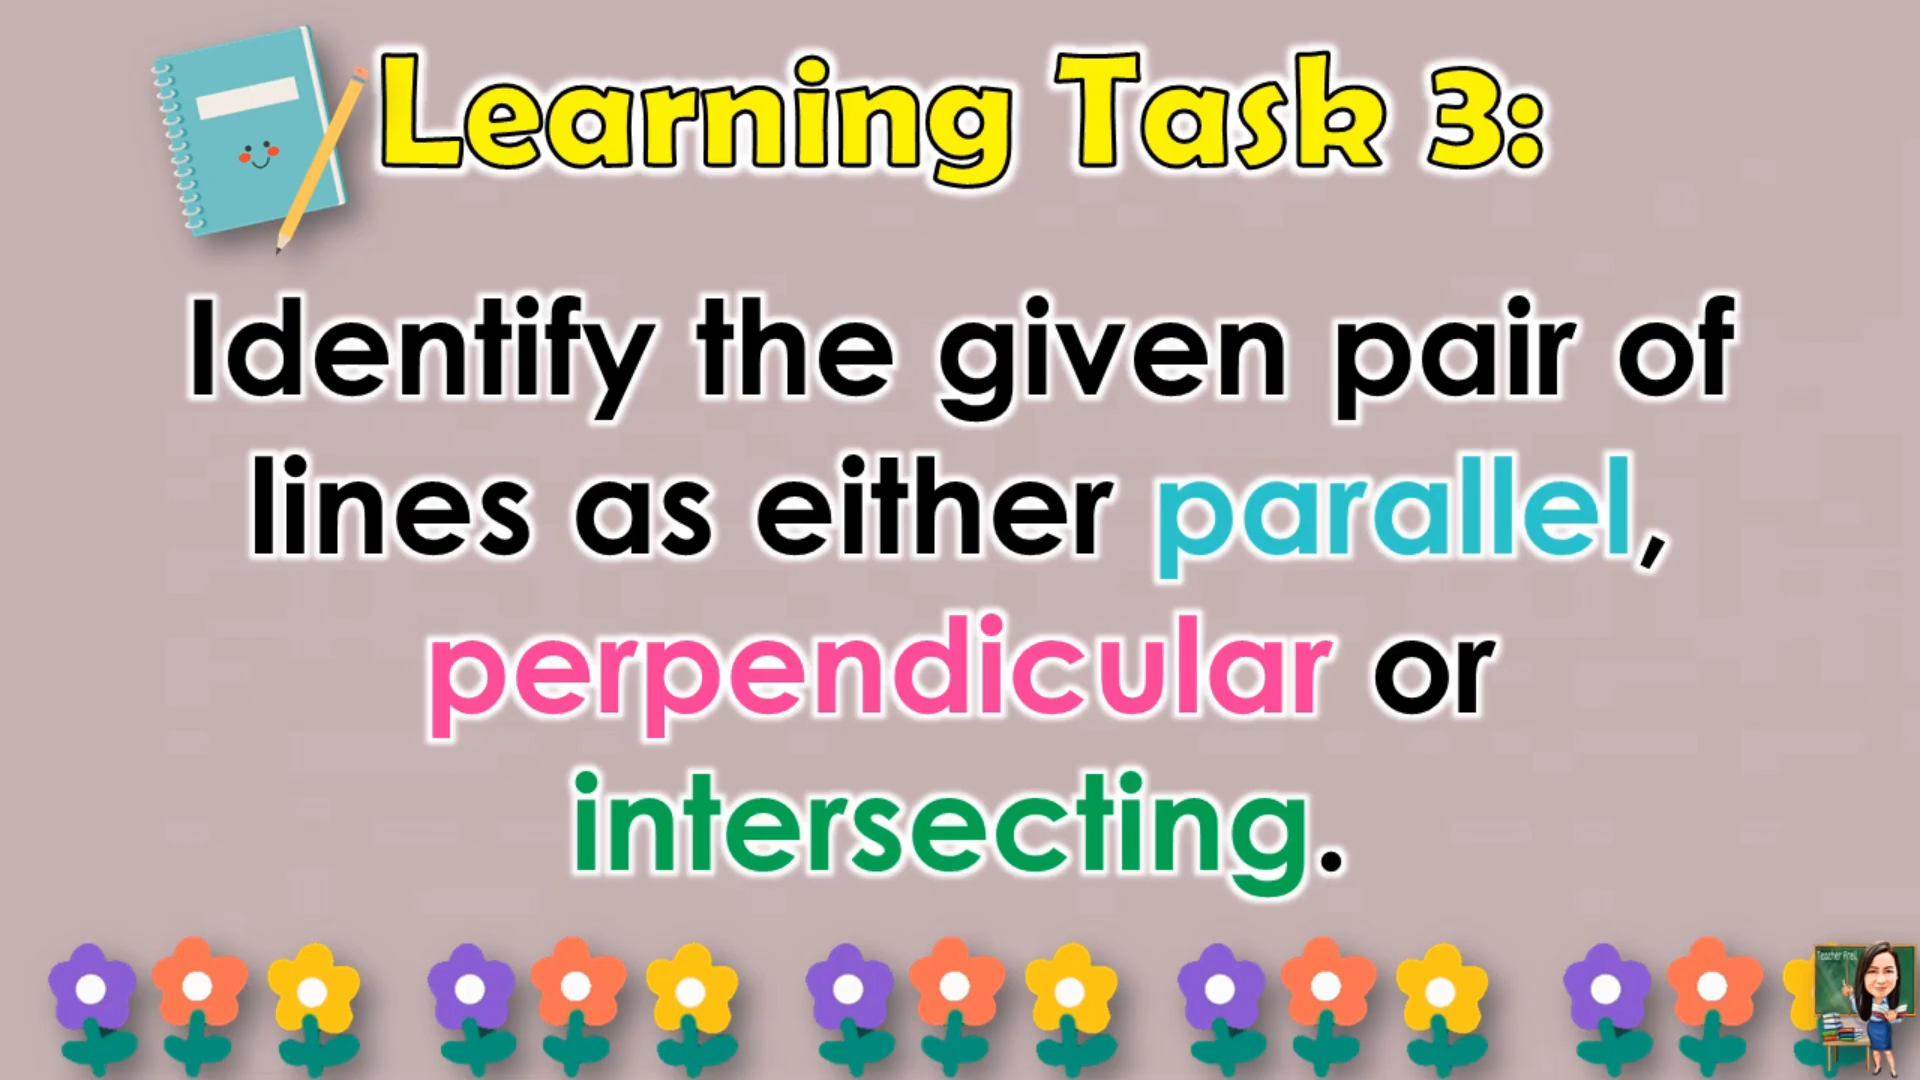 Learning Task 3:
Identify the given pair of
lines as either parallel,
perpendicular or
intersecting.